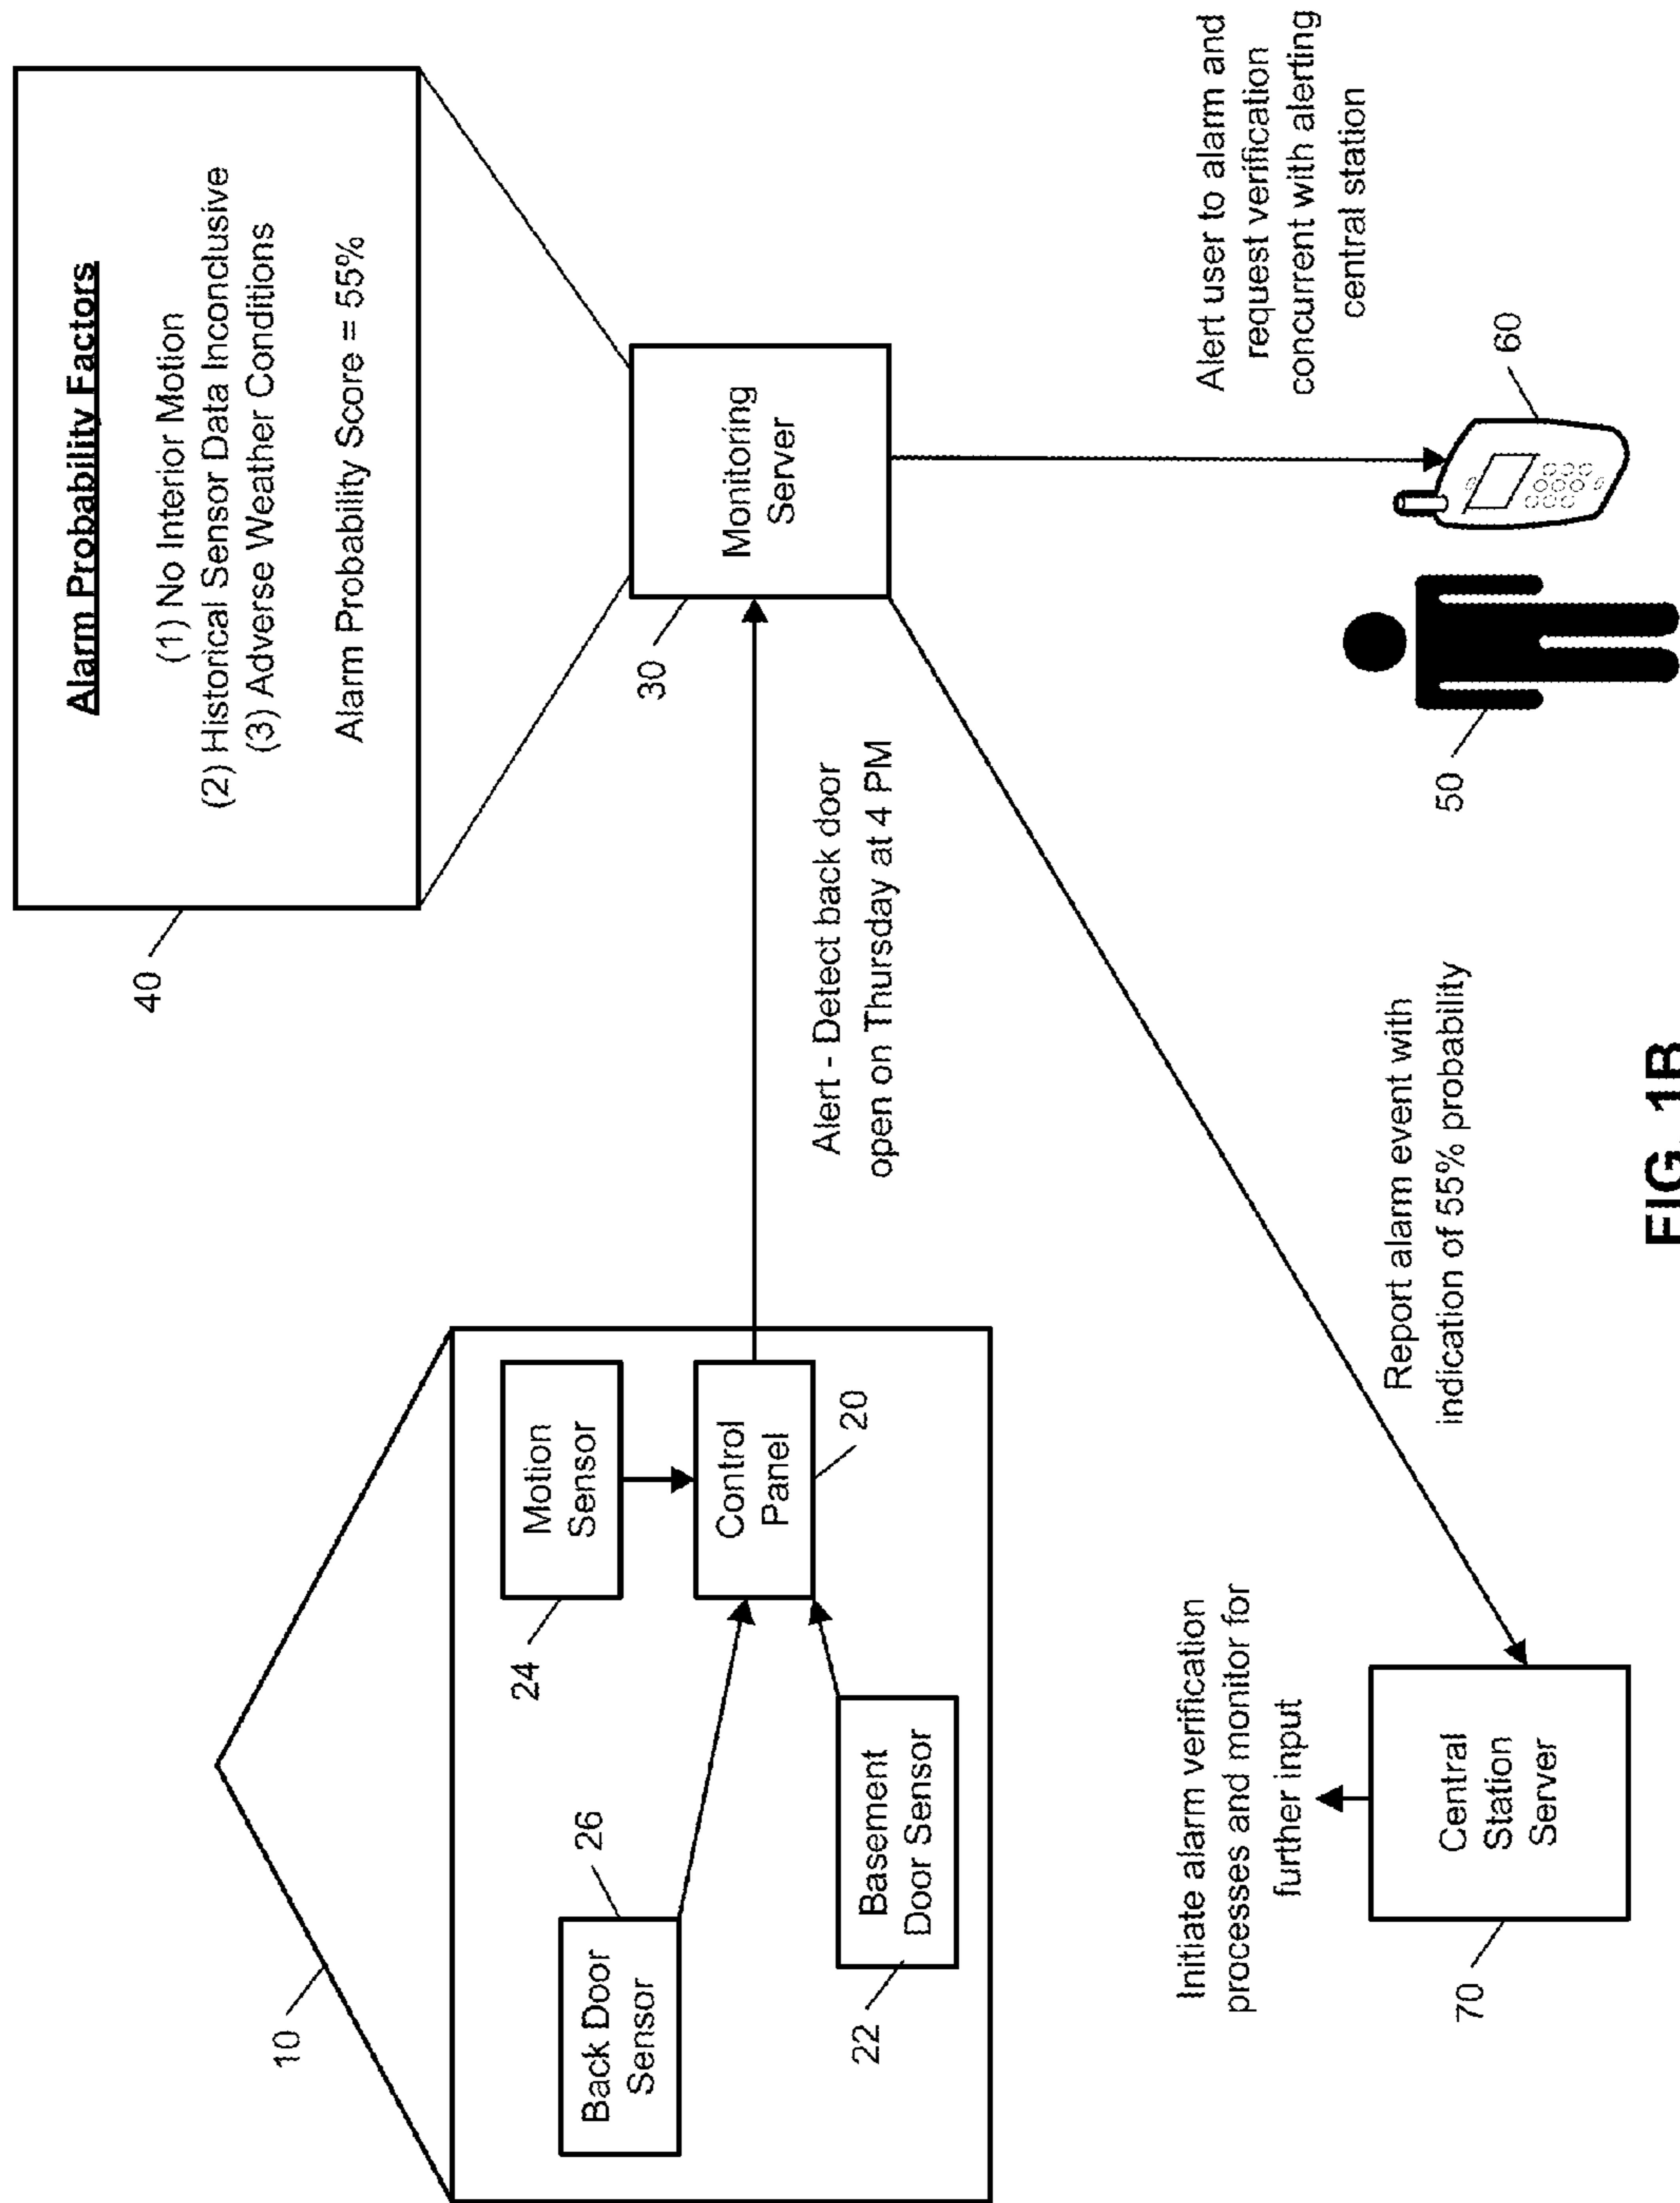 Alarm Probability Factors
(1) No Interior Motion
(2) Historical Sensor Data Inconclusive
(3) Adverse Weather Conditions
Alarm Probability Score = 55%
40
10
Motion
Sensor
24
Back Door
Sensor
26
Control
Panel
20
Basement
Door Sensor
22
Alert - Detect back door
open on Thursday at 4 PM
Monitoring
Server
30
Initiate alarm verification
processes and monitor for
further input
Central
Station
Server
70
Report alarm event with
indication of 55% probability
Alert user to alarm and
request verification
concurrent with alerting
central station
50
60
FIG. 1B